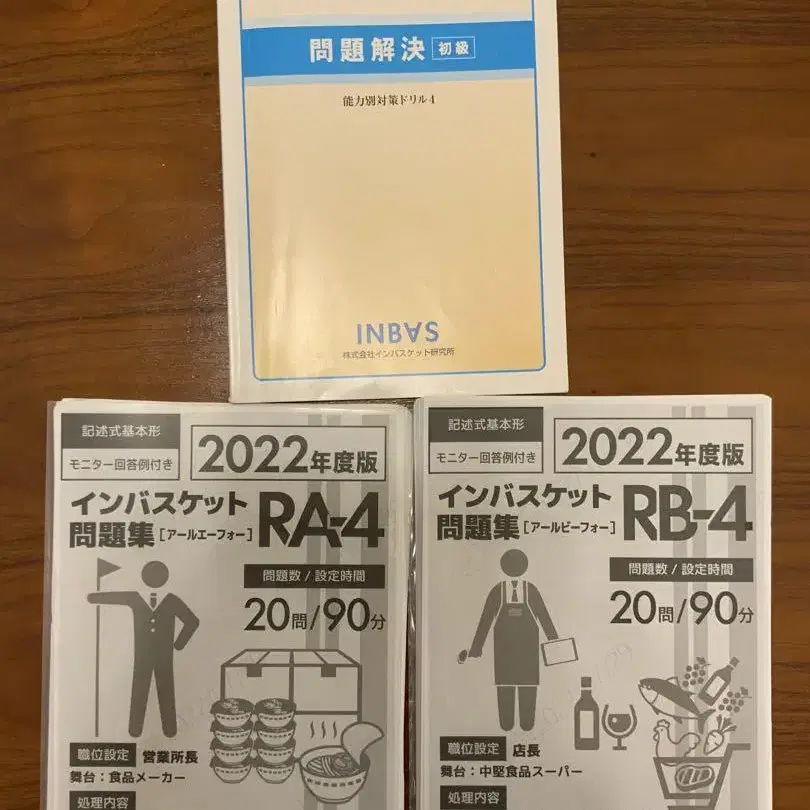 問題解決 初級
能力別対策ドリル4
INBAS
株式会社インバスケット研究所
記述式基本形
モニター回答例付き
2022年度版
インバスケット
問題集[アールエーフォー]
RA-4
問題数/設定時間
20問/90分
職位設定 営業所長
舞台：食品メーカー
処理内容
記述式基本形
モニター回答例付き
2022年度版
インバスケット
問題集[アールビーフォー]
RB-4
問題数/設定時間
20問/90分
職位設定 店長
舞台：中堅食品スーパー
処理内容